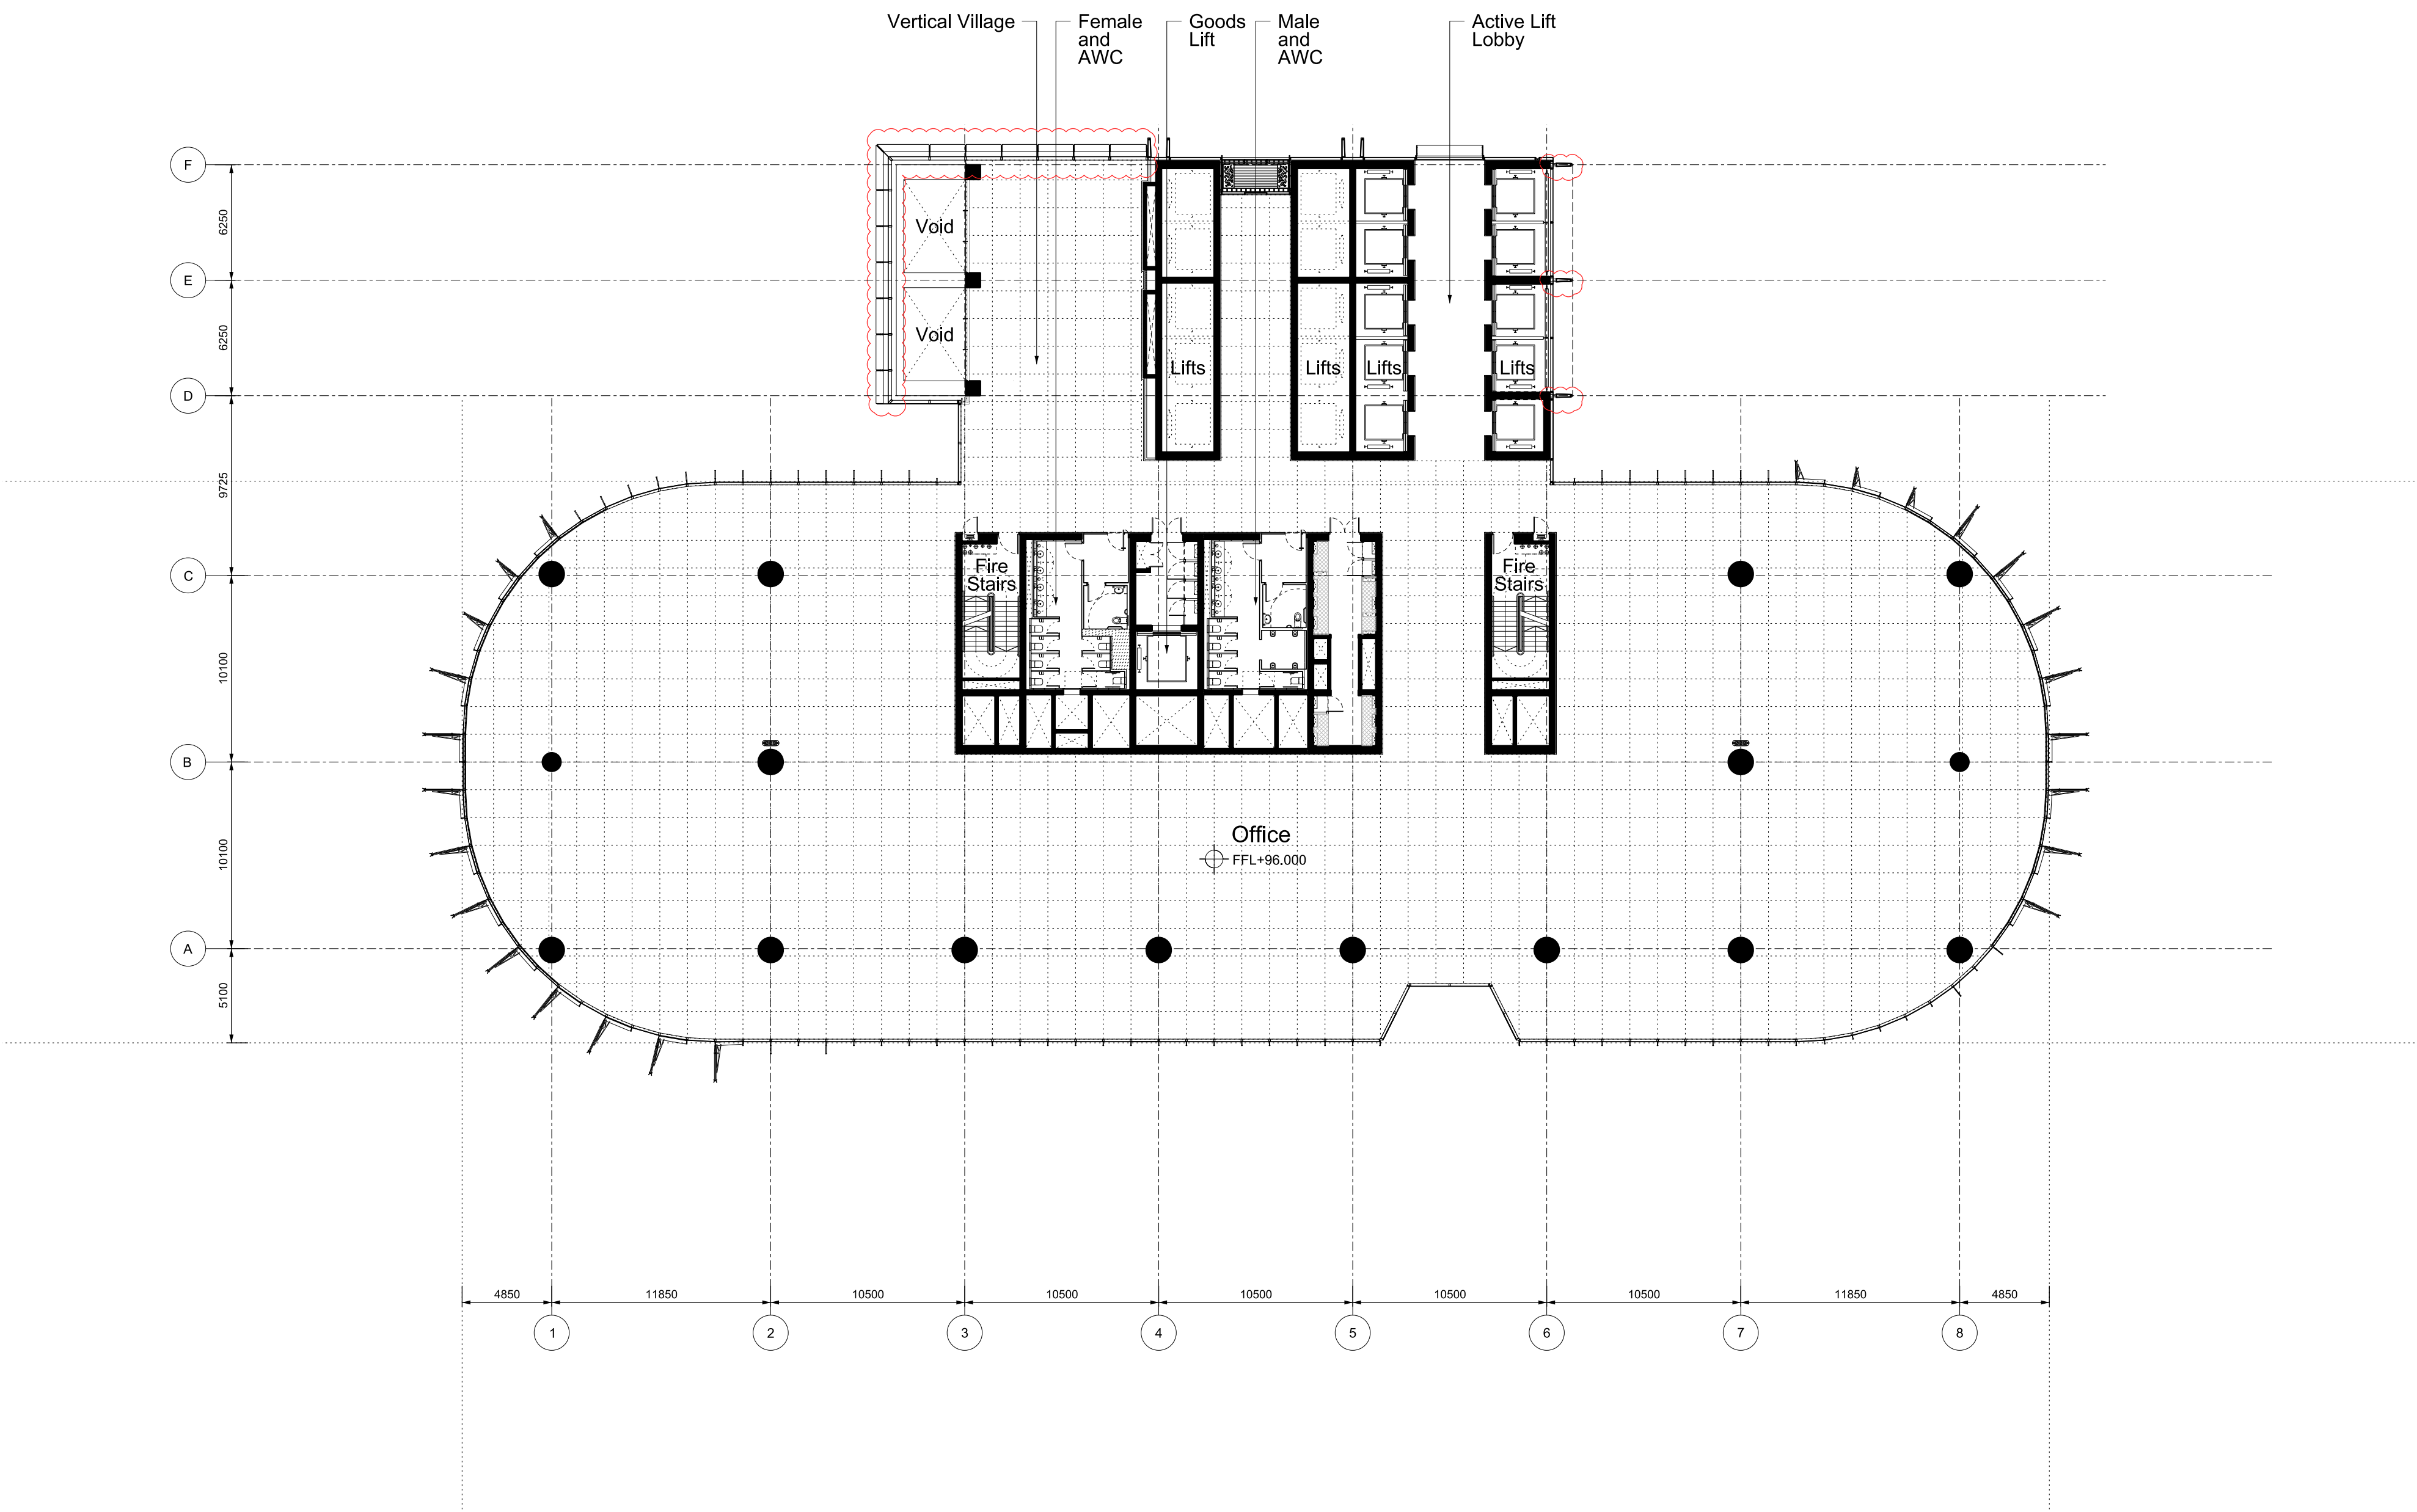 Vertical Village
Female
and
AWC
Goods
Lift
Male
and
AWC
Active Lift
Lobby
F
6250
Void
E
6250
Void
Lifts
Lifts
Lifts
Lifts
D
9725
C
Fire
Stairs
Fire
Stairs
10100
B
10100
Office
FFL+96.000
A
5100
4850
11850
10500
10500
10500
10500
10500
11850
4850
1
2
3
4
5
6
7
8